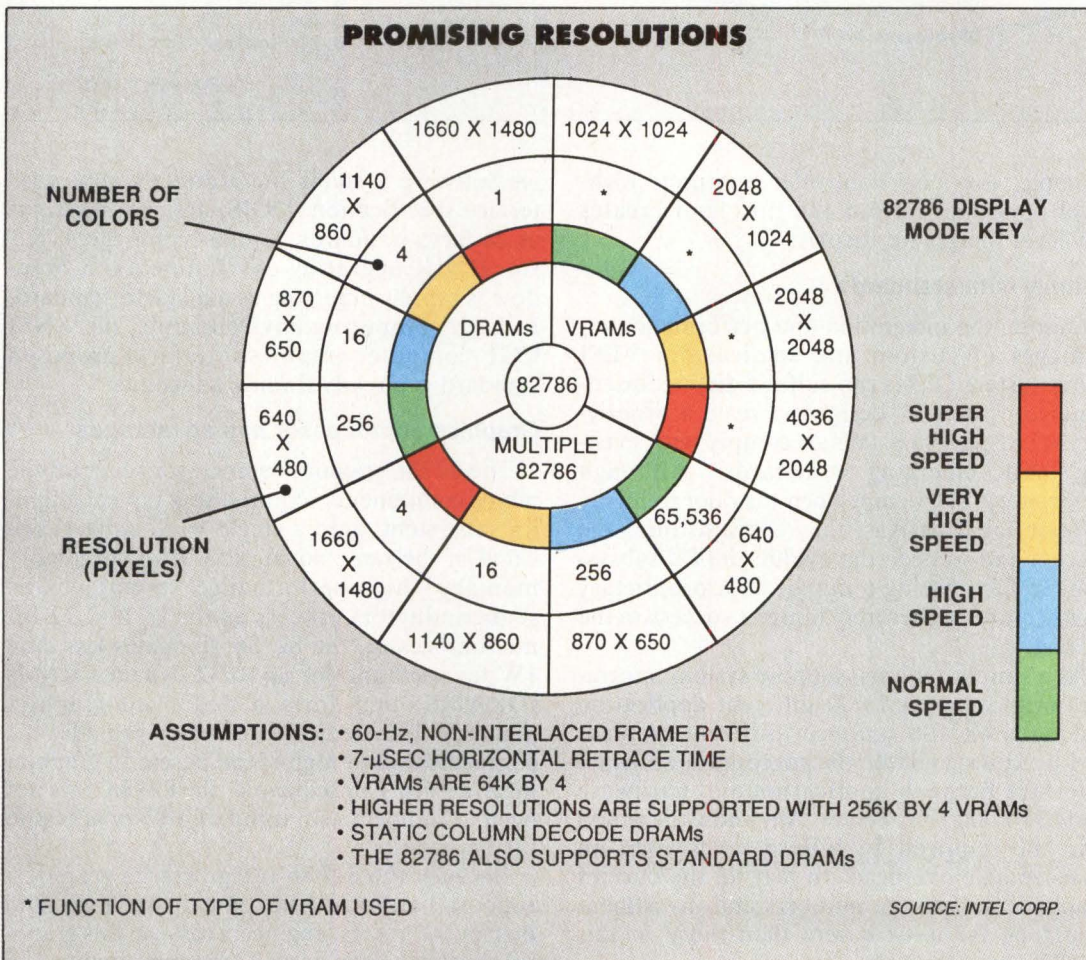 PROMISING RESOLUTIONS
NUMBER OF
COLORS
RESOLUTION
(PIXELS)
1660 X 1480
1
1140
X
860
4
870
X
650
16
640
X
480
256
DRAMs
1024 X 1024
*
2048
X
1024
*
2048
X
2048
*
4036
X
2048
*
VRAMs
82786
MULTIPLE
82786
65,536
640
X
480
256
870 X 650
16
1140 X 860
4
1660
X
1480
82786 DISPLAY
MODE KEY
SUPER
HIGH
SPEED
VERY
HIGH
SPEED
HIGH
SPEED
NORMAL
SPEED
ASSUMPTIONS: • 60-Hz, NON-INTERLACED FRAME RATE
• 7-µSEC HORIZONTAL RETRACE TIME
• VRAMs ARE 64K BY 4
• HIGHER RESOLUTIONS ARE SUPPORTED WITH 256K BY 4 VRAMs
• STATIC COLUMN DECODE DRAMs
• THE 82786 ALSO SUPPORTS STANDARD DRAMs
* FUNCTION OF TYPE OF VRAM USED
SOURCE: INTEL CORP.